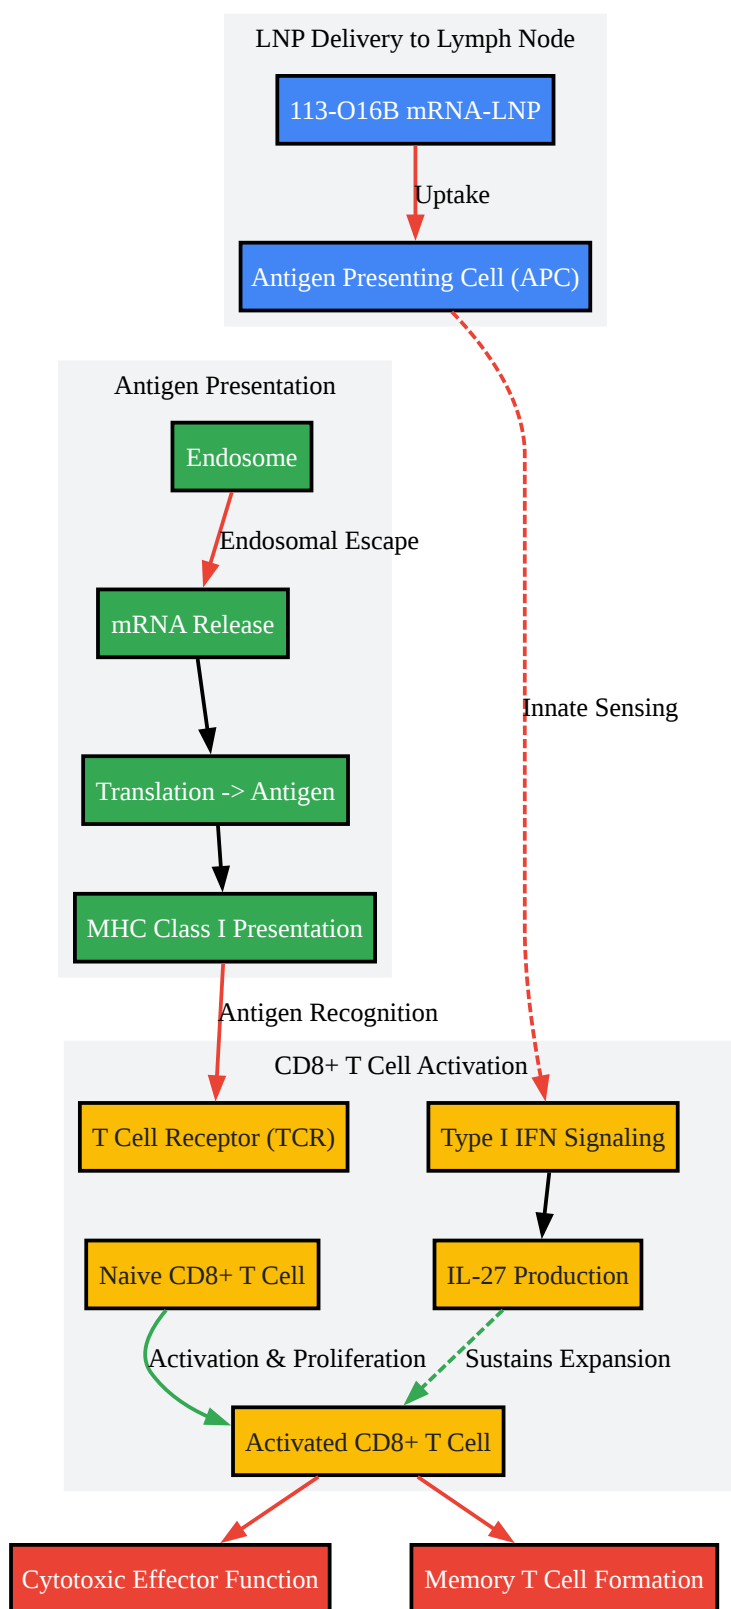 LNP Delivery to Lymph Node
113-O16B mRNA-LNP
Uptake
Antigen Presenting Cell (APC)
Antigen Presentation
Endosome
Endosomal Escape
mRNA Release
Innate Sensing
Translation -> Antigen
MHC Class I Presentation
Antigen Recognition
CD8+ T Cell Activation
T Cell Receptor (TCR)
Type I IFN Signaling
Naive CD8+ T Cell
IL-27 Production
Activation & Proliferation
Sustains Expansion
Activated CD8+ T Cell
Cytotoxic Effector Function
Memory T Cell Formation